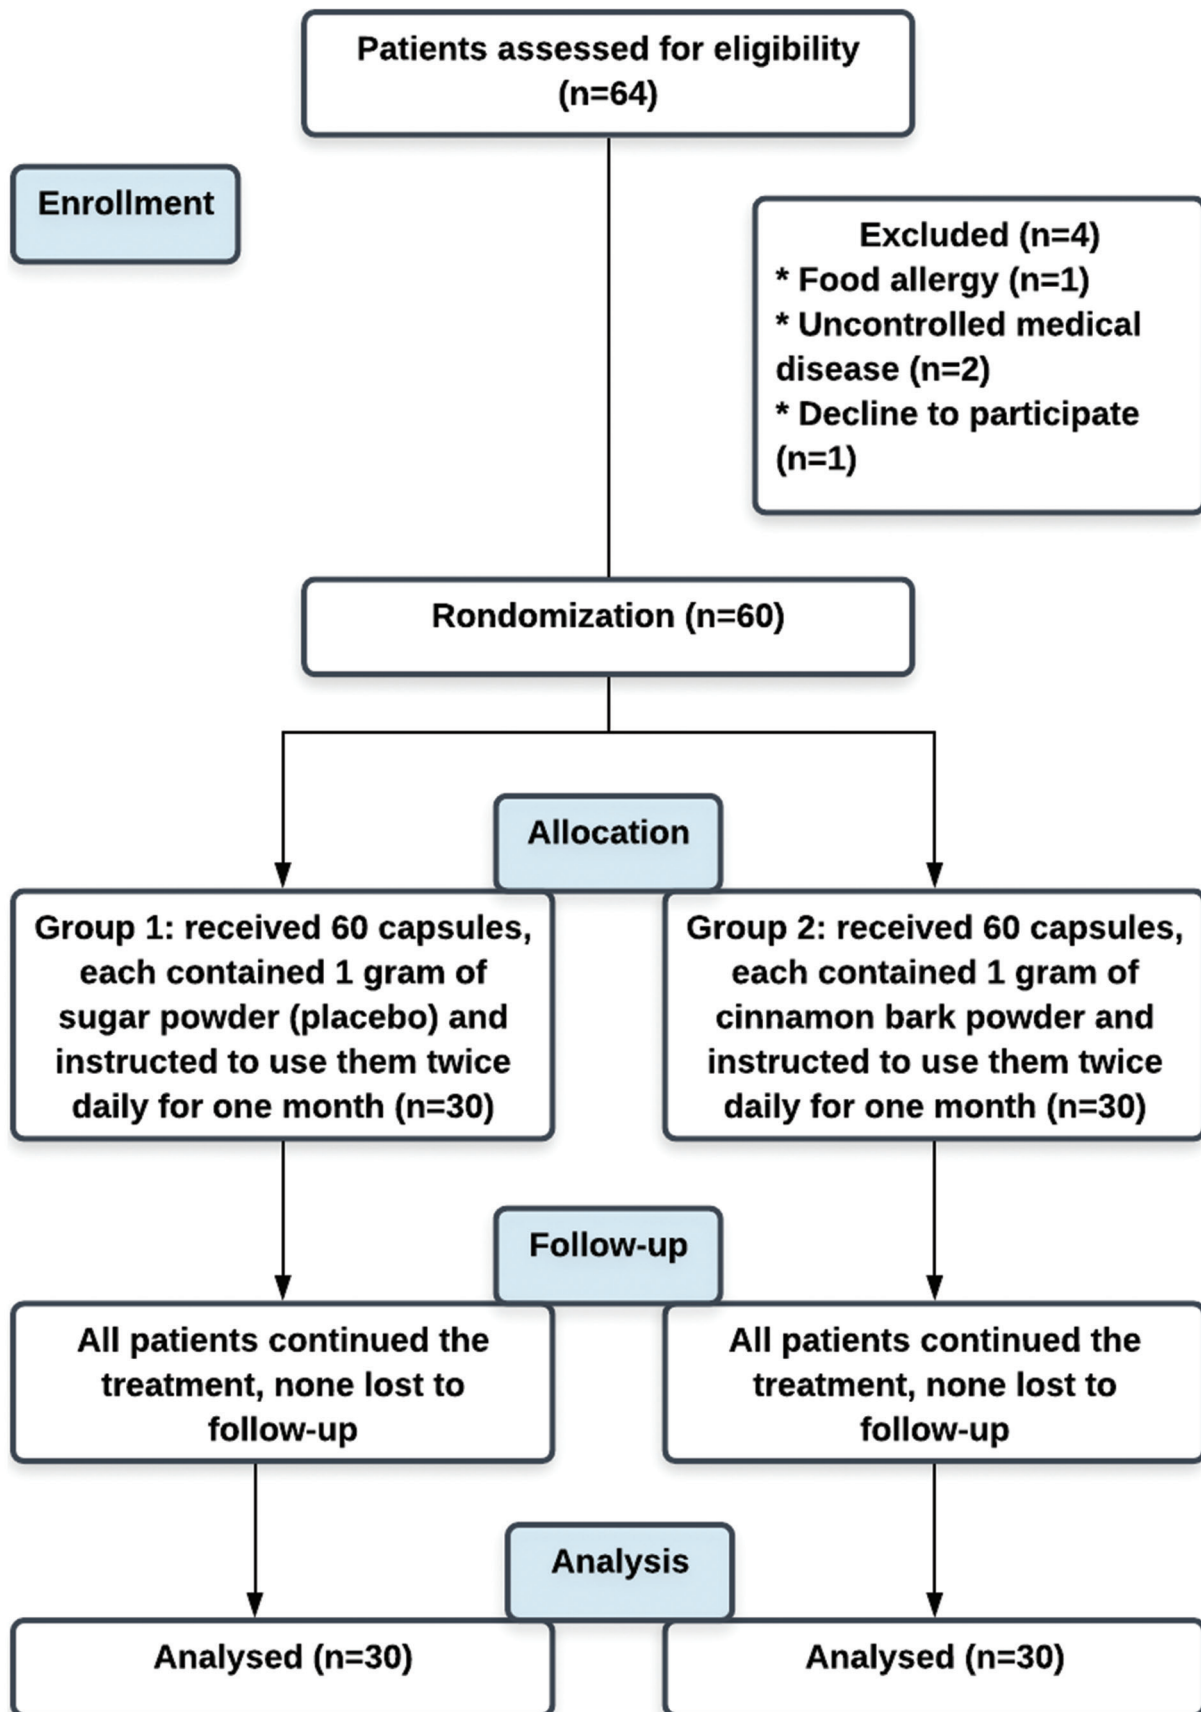 Patients assessed for eligibility
(n=64)
Enrollment
Excluded (n=4)
* Food allergy (n=1)
* Uncontrolled medical
disease (n=2)
* Decline to participate
(n=1)
Rondomization (n=60)
Allocation
Group 1: received 60 capsules,
each contained 1 gram of
sugar powder (placebo) and
instructed to use them twice
daily for one month (n=30)
Group 2: received 60 capsules,
each contained 1 gram of
cinnamon bark powder and
instructed to use them twice
daily for one month (n=30)
Follow-up
All patients continued the
treatment, none lost to
follow-up
All patients continued the
treatment, none lost to
follow-up
Analysis
Analysed (n=30)
Analysed (n=30)